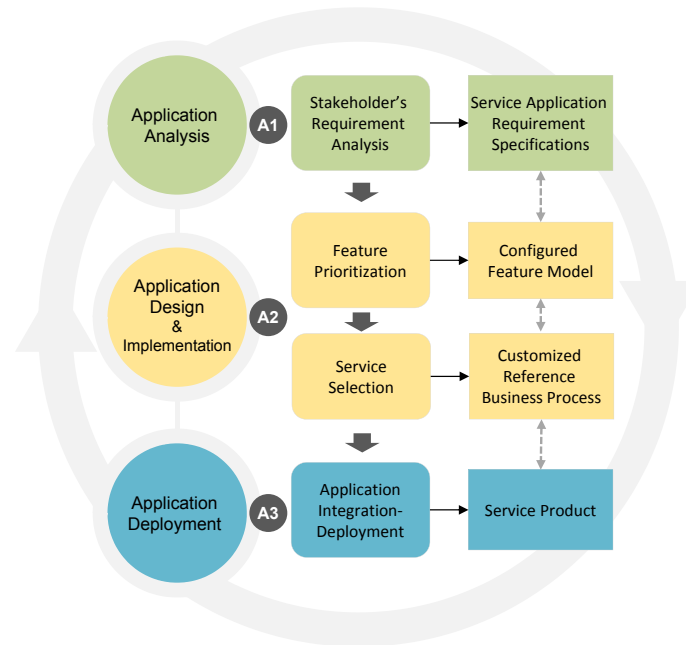 Application
Analysis
A1
Stakeholder's
Requirement
Analysis
Service Application
Requirement
Specifications
Application
Design
&
Implementation
A2
Feature
Prioritization
Configured
Feature Model
Service
Selection
Customized
Reference
Business Process
Application
Deployment
A3
Application
Integration-
Deployment
Service Product